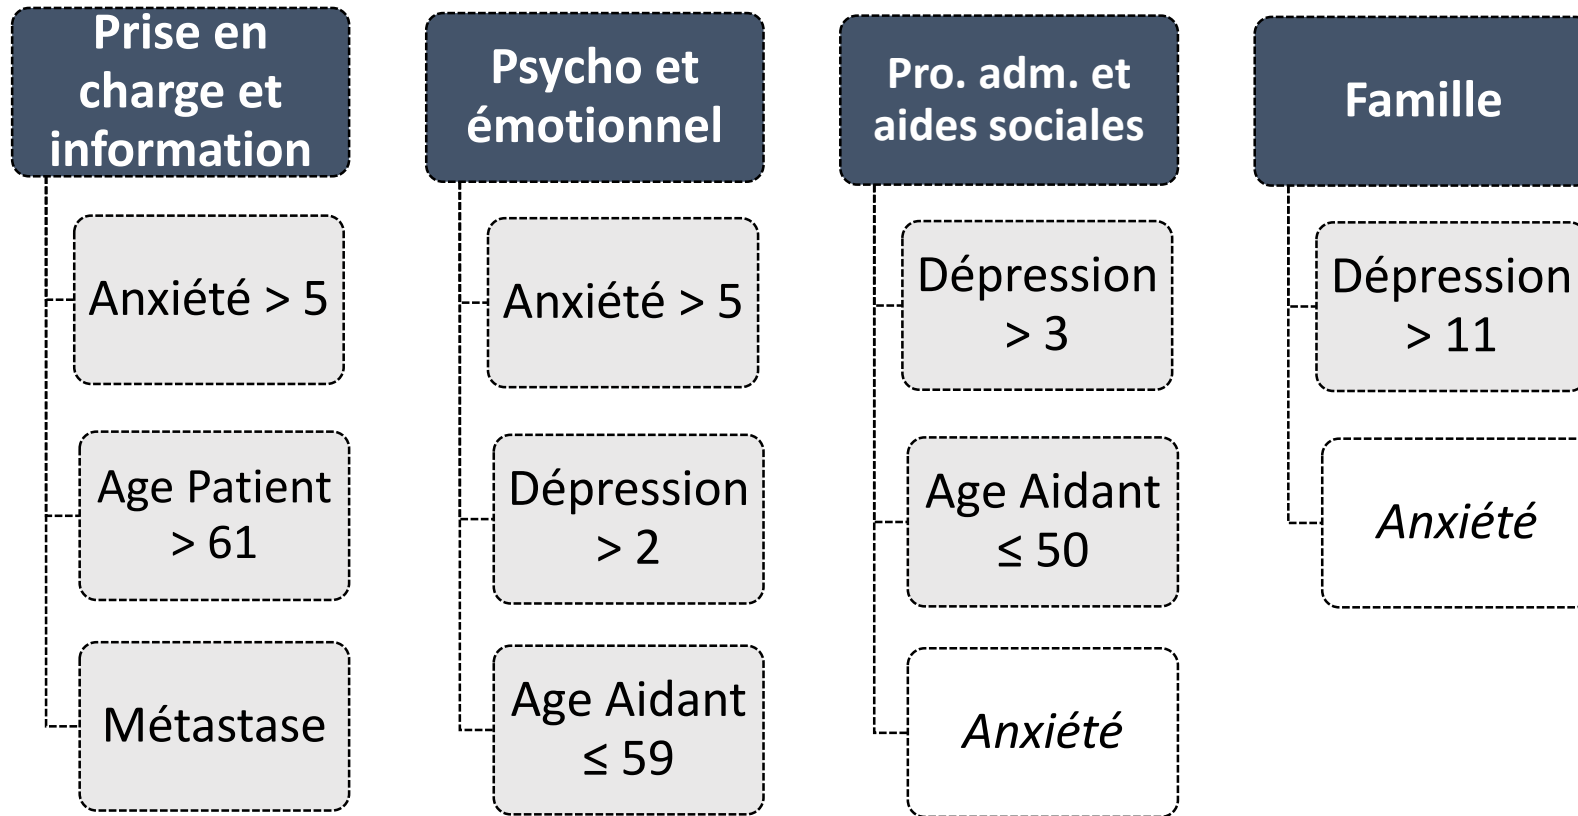 Prise en
charge et
information
Anxiété > 5
Age Patient
> 61
Métastase
Psycho et
émotionnel
Anxiété > 5
Dépression
> 2
Age Aidant
≤ 59
Pro. adm. et
aides sociales
Dépression
> 3
Age Aidant
≤ 50
Anxiété
Famille
Dépression
> 11
Anxiété